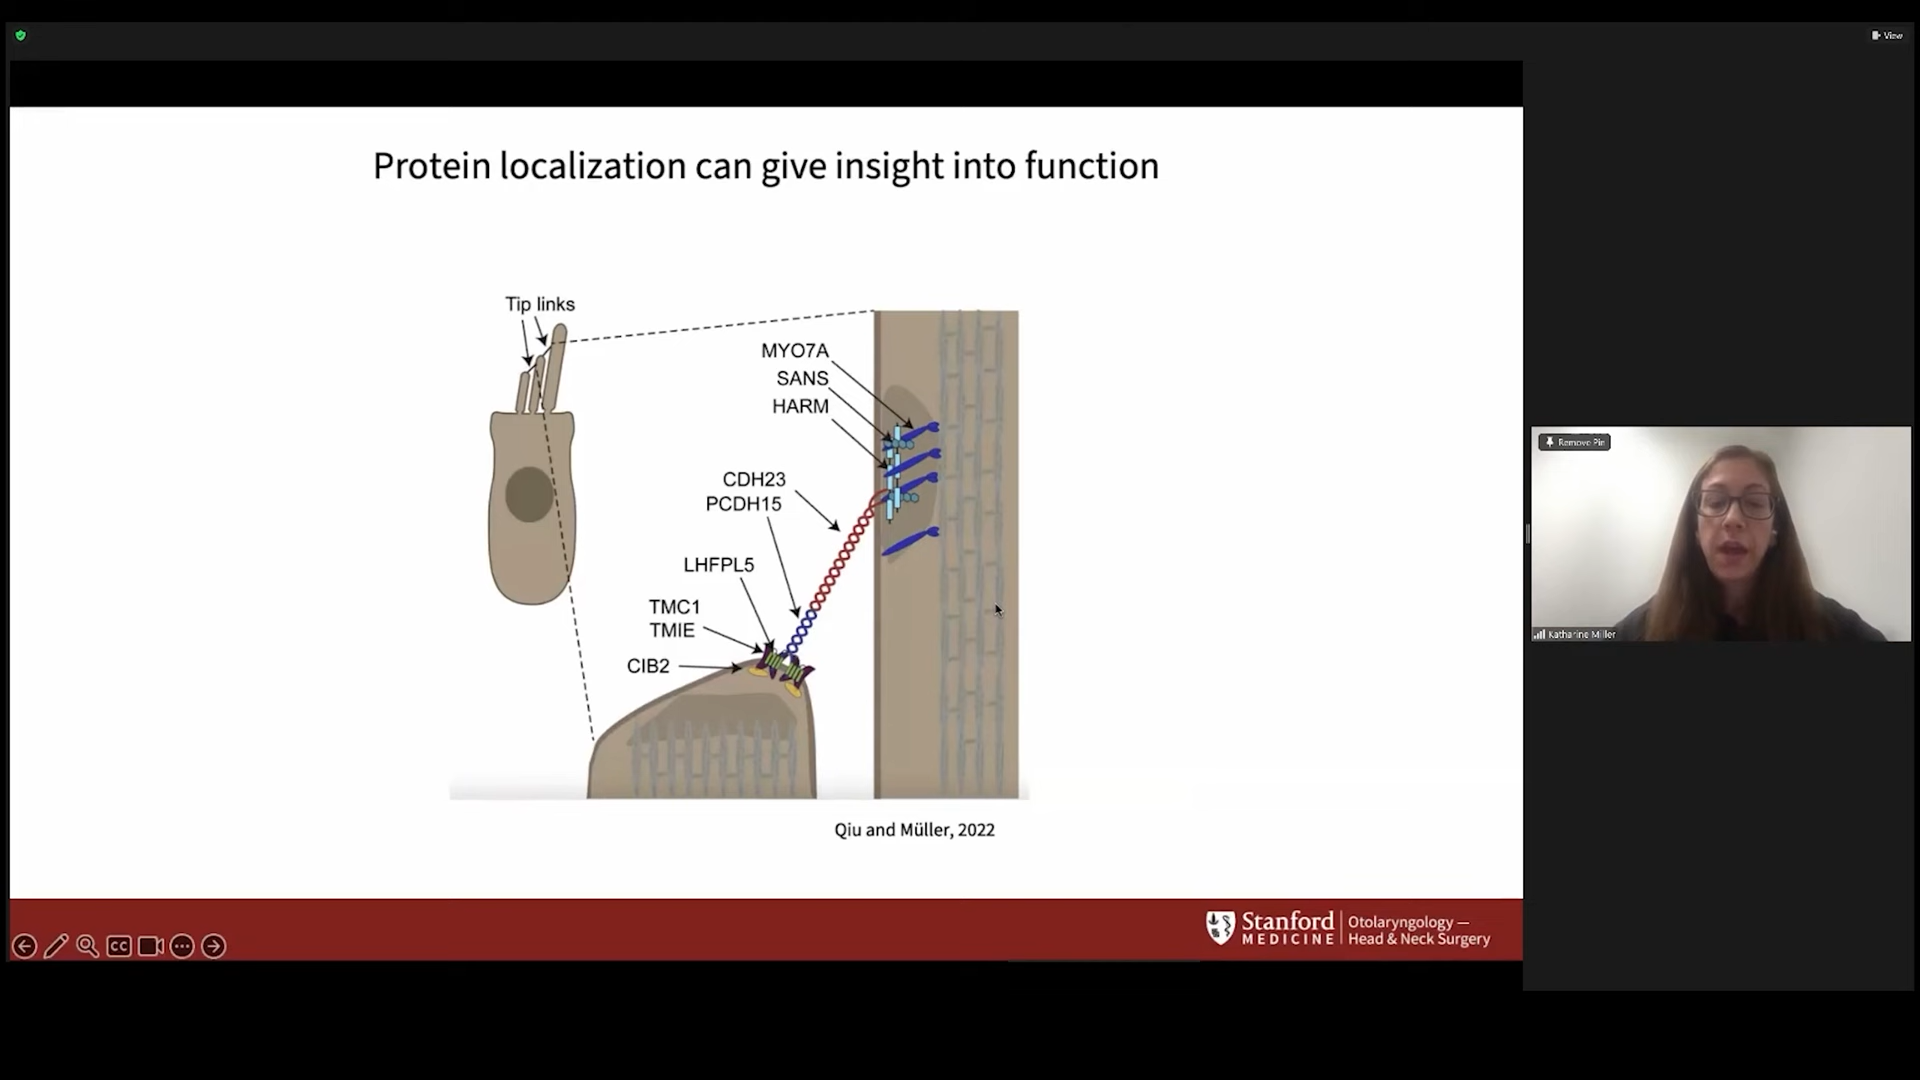 View
Protein localization can give insight into function
Tip links
MYO7A
SANS
HARM
CDH23
PCDH15
LHFPL5
TMC1
TMIE
CIB2
Qiu and Müller, 2022
Stanford
MEDICINE
Otolaryngology —
Head & Neck Surgery
CC
Remove Pin
Katharine Miller